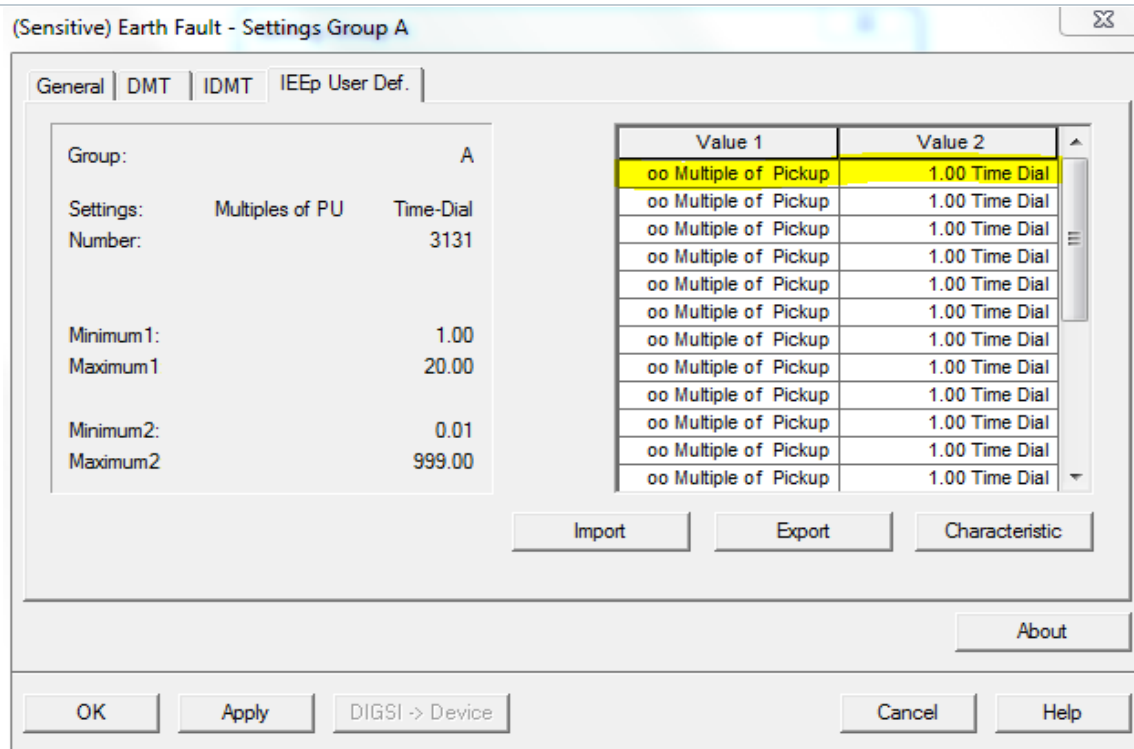 (Sensitive) Earth Fault - Settings Group A
General DMT IDMT IEEp User Def.
Group: A
Settings: Multiples of PU Time-Dial
Number: 3131
Minimum1: 1.00
Maximum1 20.00
Minimum2: 0.01
Maximum2 999.00
Value 1 Value 2
oo Multiple of Pickup 1.00 Time Dial
oo Multiple of Pickup 1.00 Time Dial
oo Multiple of Pickup 1.00 Time Dial
oo Multiple of Pickup 1.00 Time Dial
oo Multiple of Pickup 1.00 Time Dial
oo Multiple of Pickup 1.00 Time Dial
oo Multiple of Pickup 1.00 Time Dial
oo Multiple of Pickup 1.00 Time Dial
oo Multiple of Pickup 1.00 Time Dial
oo Multiple of Pickup 1.00 Time Dial
oo Multiple of Pickup 1.00 Time Dial
oo Multiple of Pickup 1.00 Time Dial
Import Export Characteristic
About
OK Apply DIGSI -> Device Cancel Help